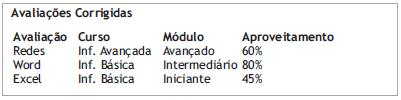 Avaliações Corrigidas
Avaliação Curso Módulo Aproveitamento
Redes Inf. Avançada Avançado 60%
Word Inf. Básica Intermediário 80%
Excel Inf. Básica Iniciante 45%